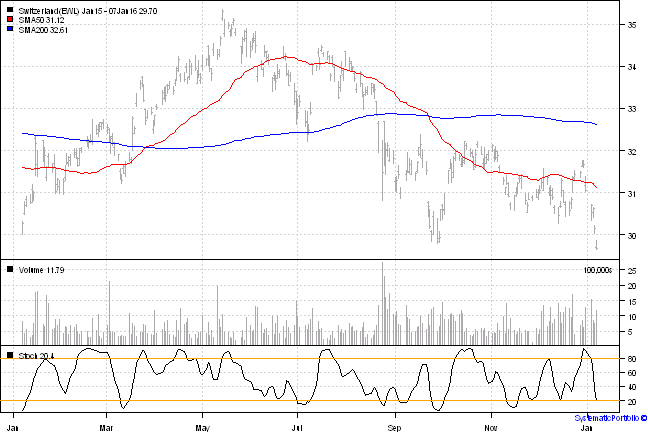 Switzerland(EWL) Jan15 - 07Jan16 29.70
SMA50 31.12
SMA200 32.61
35
34
33
32
31
30
Volume 11.79
100,000s
25
20
15
10
5
Stoch 20.4
80
60
40
20
Jan Mar May Jul Sep Nov Jan
SystematicPortfolio ©